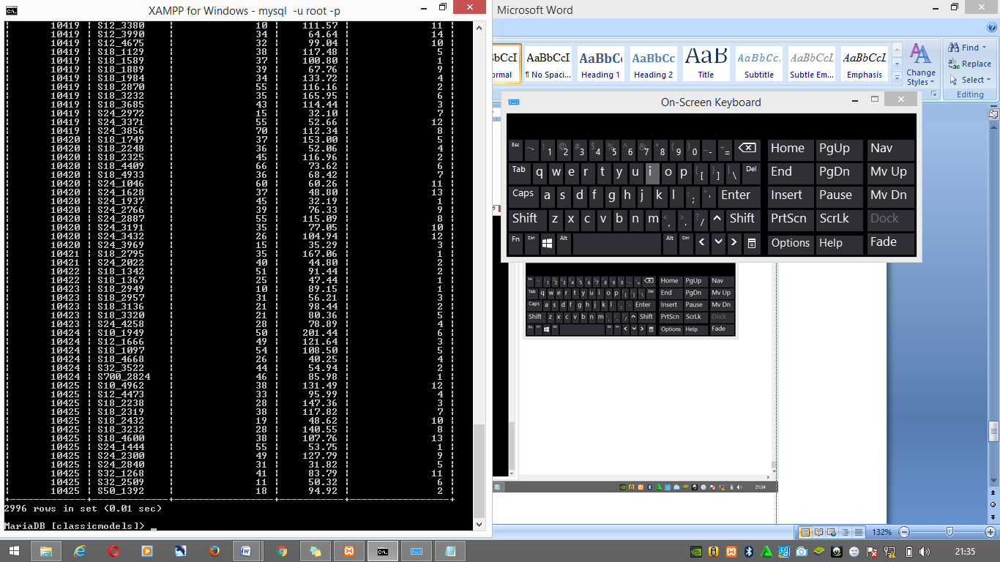 XAMPP for Windows - mysql  -u root -p
| 10419 | S12_3380 | 10 | 111.57 | 11 |
| 10419 | S12_3990 | 34 | 64.64 | 14 |
| 10419 | S12_4675 | 32 | 99.04 | 10 |
| 10419 | S18_1129 | 38 | 117.48 | 5 |
| 10419 | S18_1589 | 37 | 100.80 | 1 |
| 10419 | S18_1889 | 39 | 67.76 | 9 |
| 10419 | S18_1984 | 34 | 133.72 | 4 |
| 10419 | S18_2870 | 55 | 116.16 | 2 |
| 10419 | S18_3232 | 35 | 165.95 | 6 |
| 10419 | S18_3685 | 43 | 114.44 | 3 |
| 10419 | S24_2972 | 15 | 32.10 | 7 |
| 10419 | S24_3371 | 55 | 52.66 | 12 |
| 10419 | S24_3856 | 70 | 112.34 | 8 |
| 10420 | S18_1749 | 37 | 153.00 | 5 |
| 10420 | S18_2248 | 36 | 52.06 | 4 |
| 10420 | S18_2325 | 45 | 116.96 | 2 |
| 10420 | S18_4409 | 66 | 73.62 | 6 |
| 10420 | S18_4933 | 36 | 68.42 | 7 |
| 10420 | S24_1046 | 60 | 60.26 | 11 |
| 10420 | S24_1628 | 37 | 48.80 | 13 |
| 10420 | S24_1937 | 45 | 32.19 | 1 |
| 10420 | S24_2766 | 39 | 76.33 | 9 |
| 10420 | S24_2887 | 55 | 115.09 | 8 |
| 10420 | S24_3191 | 35 | 77.05 | 10 |
| 10420 | S24_3432 | 26 | 104.94 | 12 |
| 10420 | S24_3969 | 15 | 35.29 | 3 |
| 10421 | S18_2795 | 35 | 167.06 | 1 |
| 10421 | S24_2022 | 40 | 44.80 | 2 |
| 10422 | S18_1342 | 51 | 91.44 | 2 |
| 10422 | S18_1367 | 25 | 47.44 | 1 |
| 10423 | S18_2949 | 10 | 89.15 | 1 |
| 10423 | S18_2957 | 31 | 56.21 | 3 |
| 10423 | S18_3136 | 21 | 98.44 | 2 |
| 10423 | S18_3320 | 21 | 80.36 | 5 |
| 10423 | S24_4258 | 28 | 78.89 | 4 |
| 10424 | S10_1949 | 50 | 201.44 | 6 |
| 10424 | S12_1666 | 49 | 121.64 | 3 |
| 10424 | S18_1097 | 54 | 108.50 | 5 |
| 10424 | S18_4668 | 26 | 40.25 | 4 |
| 10424 | S32_3522 | 44 | 54.94 | 2 |
| 10424 | S700_2824 | 46 | 85.98 | 1 |
| 10425 | S10_4962 | 38 | 131.49 | 12 |
| 10425 | S12_4473 | 33 | 95.99 | 4 |
| 10425 | S18_2238 | 28 | 147.36 | 3 |
| 10425 | S18_2319 | 38 | 117.82 | 7 |
| 10425 | S18_2432 | 19 | 48.62 | 10 |
| 10425 | S18_3232 | 28 | 140.55 | 8 |
| 10425 | S18_4600 | 38 | 107.76 | 13 |
| 10425 | S24_1444 | 55 | 53.75 | 1 |
| 10425 | S24_2300 | 49 | 127.79 | 9 |
| 10425 | S24_2840 | 31 | 31.82 | 5 |
| 10425 | S32_1268 | 41 | 83.79 | 11 |
| 10425 | S32_2509 | 11 | 50.32 | 6 |
| 10425 | S50_1392 | 18 | 94.92 | 2 |
2996 rows in set (0.01 sec)
MariaDB [classicmodels]> _
Microsoft Word
bCcI AaBbCcI AaBbC AaBbCc AaB AaBbCc. AaBbCc. AaBbCc.
ormal ¶ No Spaci... Heading 1 Heading 2 Title Subtitle Subtle Em... Emphasis
Change Styles
Find
Replace
Select
Editing
On-Screen Keyboard
Esc ~ ` ! 1 @ 2 # 3 $ 4 % 5 ^ 6 & 7 * 8 ( 9 ) 0 _ - + = Home PgUp Nav
Tab q w e r t y u i o p { [ } ] | \ Del End PgDn Mv Up
Caps a s d f g h j k l : ; " ' Enter Insert Pause Mv Dn
Shift z x c v b n m < , > . ? / ^ Shift PrtScn ScrLk Dock
Fn Ctrl Alt Alt Ctrl Options Help Fade
1 2 3 4 5 6 7 8 9 0 - = Home PgUp Nav
Tab q w e r t y u i o p [ ] \ Del End PgDn Mv Up
Caps a s d f g h j k l Enter Insert Pause Mv Dn
Shift z x c v b n m Shift PrtScn ScrLk Dock
Fn Options Help Fade
21:34
132%
21:35